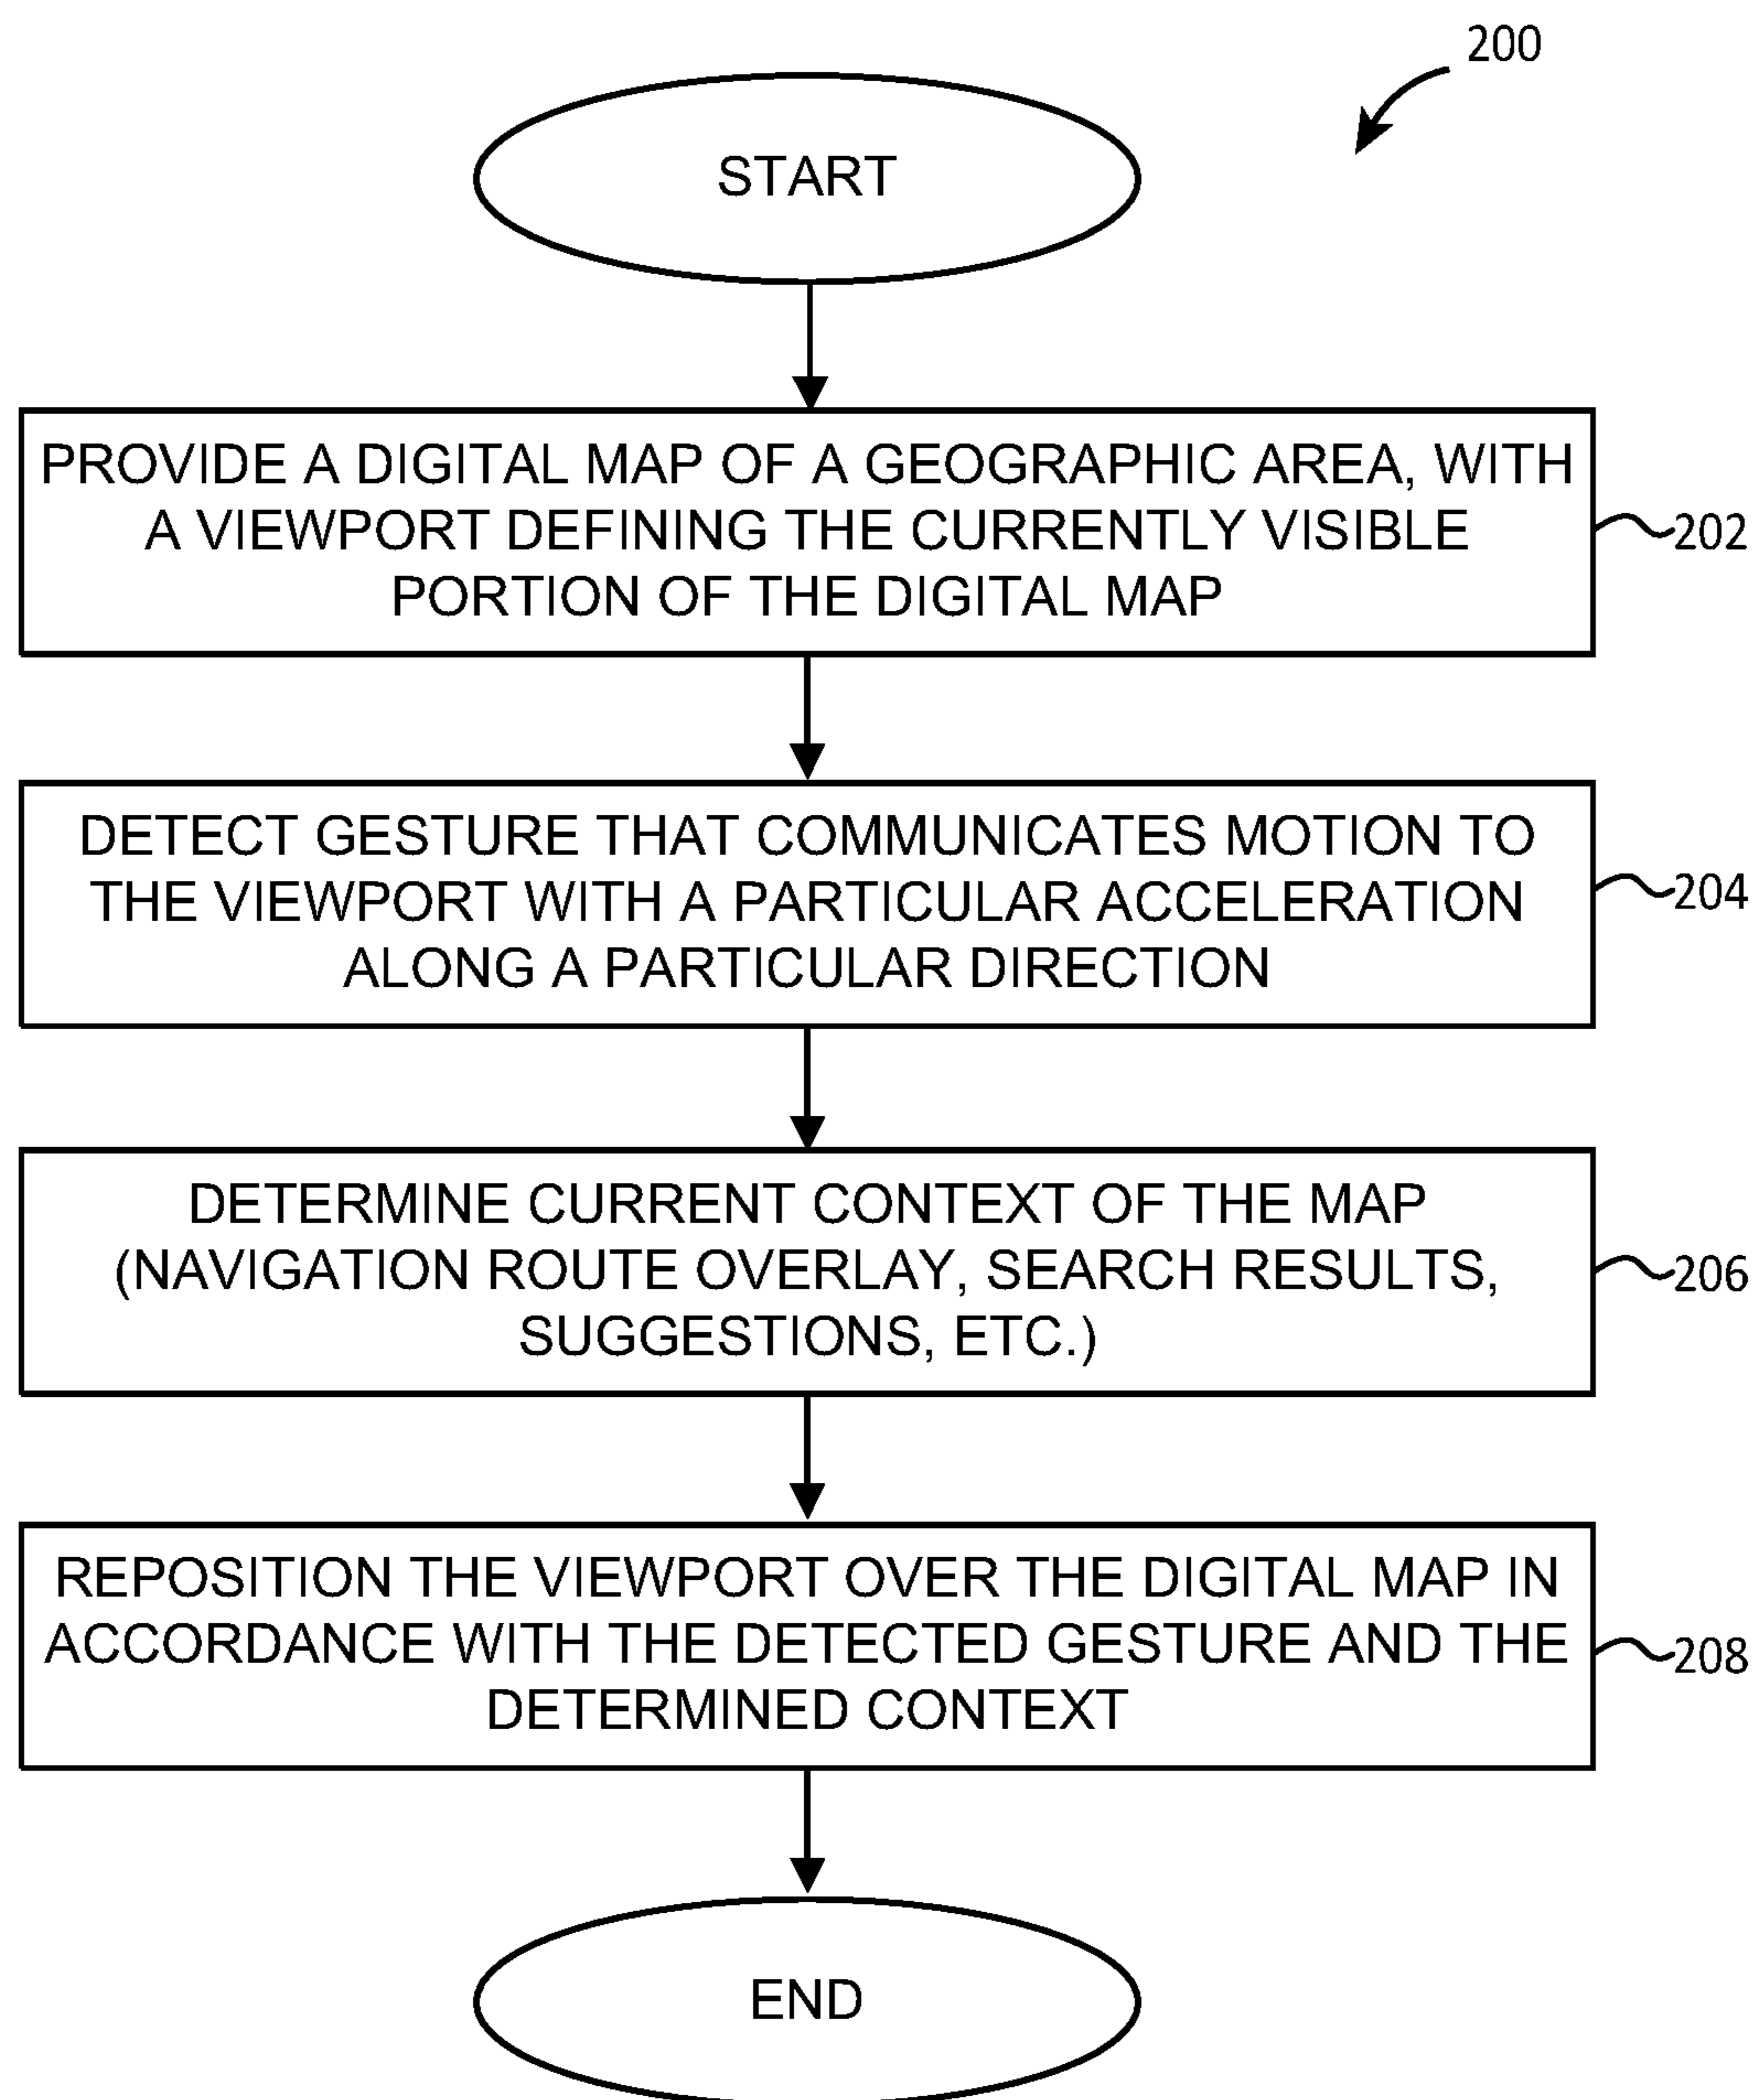 200
START
PROVIDE A DIGITAL MAP OF A GEOGRAPHIC AREA, WITH
A VIEWPORT DEFINING THE CURRENTLY VISIBLE
PORTION OF THE DIGITAL MAP
202
DETECT GESTURE THAT COMMUNICATES MOTION TO
THE VIEWPORT WITH A PARTICULAR ACCELERATION
ALONG A PARTICULAR DIRECTION
204
DETERMINE CURRENT CONTEXT OF THE MAP
(NAVIGATION ROUTE OVERLAY, SEARCH RESULTS,
SUGGESTIONS, ETC.)
206
REPOSITION THE VIEWPORT OVER THE DIGITAL MAP IN
ACCORDANCE WITH THE DETECTED GESTURE AND THE
DETERMINED CONTEXT
208
END